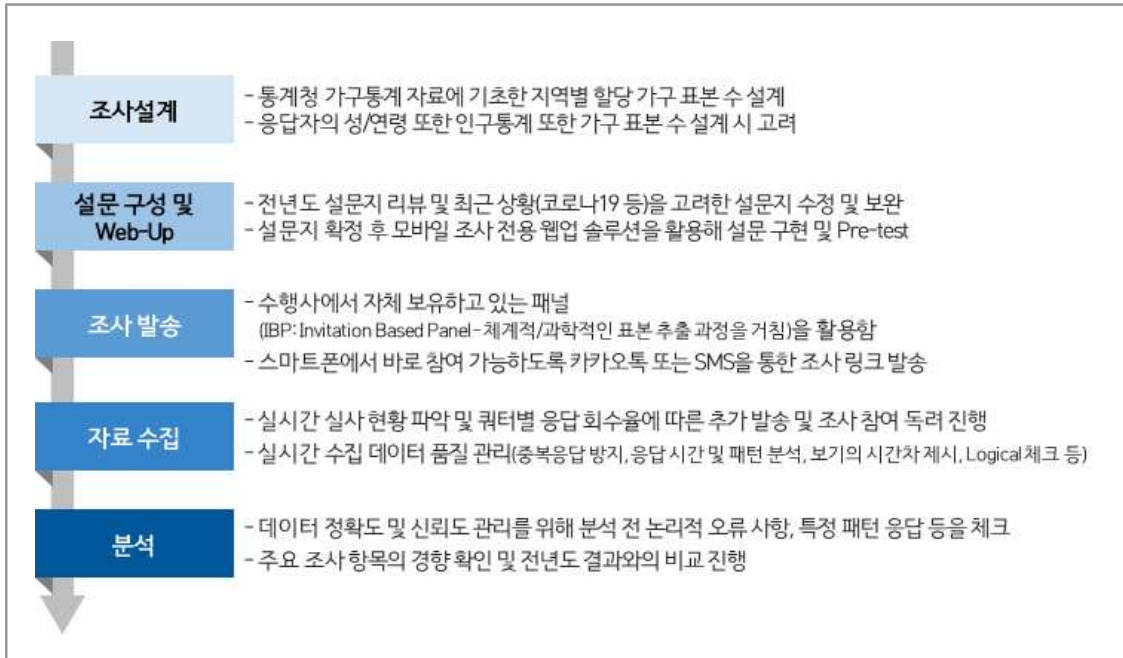 조사설계
- 통계청 가구통계 자료에 기초한 지역별 할당 가구 표본 수 설계
- 응답자의 성/연령 또한 인구통계 또한 가구 표본 수 설계 시 고려
설문 구성 및
Web-Up
- 전년도 설문지 리뷰 및 최근 상황(코로나19 등)을 고려한 설문지 수정 및 보완
- 설문지 확정 후 모바일 조사 전용 웹업 솔루션을 활용해 설문 구현 및 Pre-test
조사 발송
- 수행사에서 자체 보유하고 있는 패널
(IBP: Invitation Based Panel - 체계적/과학적인 표본 추출 과정을 거침)을 활용함
- 스마트폰에서 바로 참여 가능하도록 카카오톡 또는 SMS을 통한 조사 링크 발송
자료 수집
- 실시간 실사 현황 파악 및 쿼터별 응답 회수율에 따른 추가 발송 및 조사 참여 독려 진행
- 실시간 수집 데이터 품질 관리(중복응답 방지, 응답 시간 및 패턴 분석, 보기의 시간차 제시, Logical 체크 등)
분석
- 데이터 정확도 및 신뢰도 관리를 위해 분석 전 논리적 오류 사항, 특정 패턴 응답 등을 체크
- 주요 조사 항목의 경향 확인 및 전년도 결과와의 비교 진행